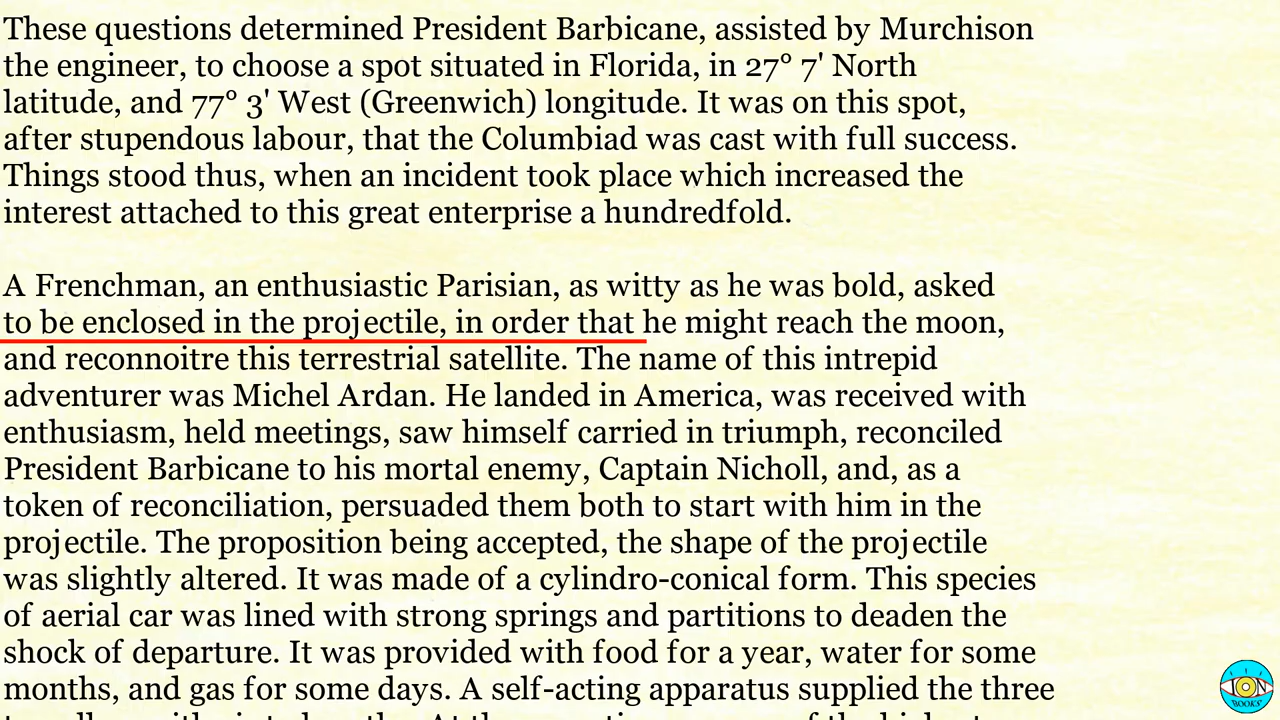 These questions determined President Barbicane, assisted by Murchison
the engineer, to choose a spot situated in Florida, in 27° 7' North
latitude, and 77° 3' West (Greenwich) longitude. It was on this spot,
after stupendous labour, that the Columbiad was cast with full success.
Things stood thus, when an incident took place which increased the
interest attached to this great enterprise a hundredfold.
A Frenchman, an enthusiastic Parisian, as witty as he was bold, asked
to be enclosed in the projectile, in order that he might reach the moon,
and reconnoitre this terrestrial satellite. The name of this intrepid
adventurer was Michel Ardan. He landed in America, was received with
enthusiasm, held meetings, saw himself carried in triumph, reconciled
President Barbicane to his mortal enemy, Captain Nicholl, and, as a
token of reconciliation, persuaded them both to start with him in the
projectile. The proposition being accepted, the shape of the projectile
was slightly altered. It was made of a cylindro-conical form. This species
of aerial car was lined with strong springs and partitions to deaden the
shock of departure. It was provided with food for a year, water for some
months, and gas for some days. A self-acting apparatus supplied the three
ION
BOOKS